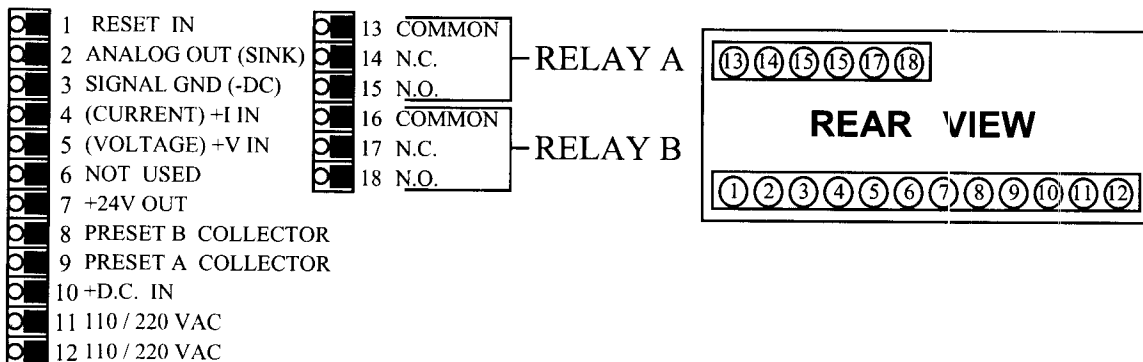 1 RESET IN
2 ANALOG OUT (SINK)
3 SIGNAL GND (-DC)
4 (CURRENT) +I IN
5 (VOLTAGE) +V IN
6 NOT USED
7 +24V OUT
8 PRESET B COLLECTOR
9 PRESET A COLLECTOR
10 +D.C. IN
11 110 / 220 VAC
12 110 / 220 VAC
13 COMMON
14 N.C.
15 N.O.
RELAY A
16 COMMON
17 N.C.
18 N.O.
RELAY B
13 14 15 15 17 18
REAR VIEW
1 2 3 4 5 6 7 8 9 10 11 12